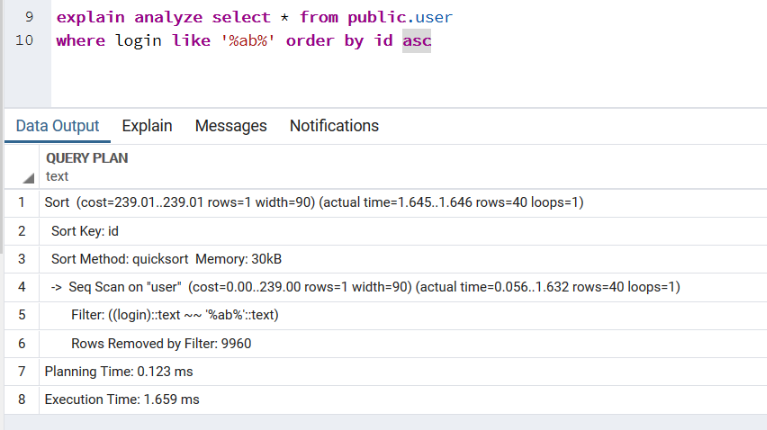 9 explain analyze select * from public.user
10 where login like '%ab%' order by id asc
Data Output Explain Messages Notifications
QUERY PLAN
text
1 Sort (cost=239.01..239.01 rows=1 width=90) (actual time=1.645..1.646 rows=40 loops=1)
2 Sort Key: id
3 Sort Method: quicksort Memory: 30kB
4 -> Seq Scan on "user" (cost=0.00..239.00 rows=1 width=90) (actual time=0.056..1.632 rows=40 loops=1)
5 Filter: ((login)::text ~~ '%ab%'::text)
6 Rows Removed by Filter: 9960
7 Planning Time: 0.123 ms
8 Execution Time: 1.659 ms